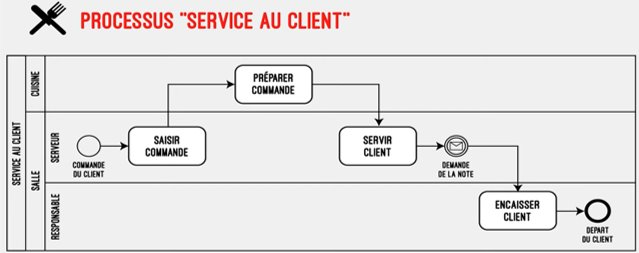 PROCESSUS "SERVICE AU CLIENT"
SERVICE AU CLIENT
CUISINE
PRÉPARER
COMMANDE
SALLE
SERVEUR
COMMANDE
DU CLIENT
SAISIR
COMMANDE
SERVIR
CLIENT
DEMANDE
DE LA NOTE
RESPONSABLE
ENCAISSER
CLIENT
DEPART
DU CLIENT